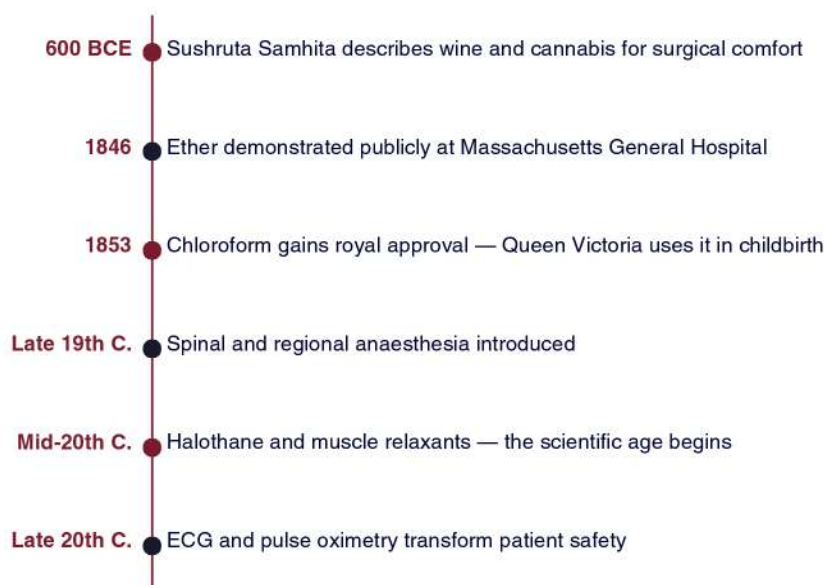 600 BCE Sushruta Samhita describes wine and cannabis for surgical comfort
1846 Ether demonstrated publicly at Massachusetts General Hospital
1853 Chloroform gains royal approval — Queen Victoria uses it in childbirth
Late 19th C. Spinal and regional anaesthesia introduced
Mid-20th C. Halothane and muscle relaxants — the scientific age begins
Late 20th C. ECG and pulse oximetry transform patient safety